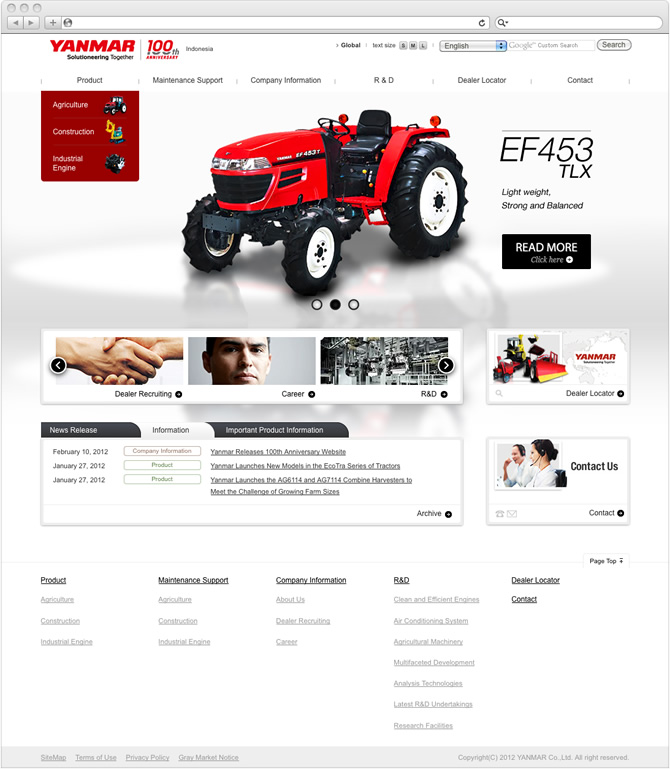 YANMAR
Solutioneering Together
100th
ANNIVERSARY
Indonesia
Global
text size S M L
English
Google Custom Search
Search
Product
Maintenance Support
Company Information
R & D
Dealer Locator
Contact
Agriculture
Construction
Industrial
Engine
YANMAR
EF453T
EF453
TLX
Light weight,
Strong and Balanced
READ MORE
Click here
Dealer Recruiting
Career
R&D
YANMAR
Solutioneering Together
Dealer Locator
News Release
Information
Important Product Information
February 10, 2012
Company Information
Yanmar Releases 100th Anniversary Website
January 27, 2012
Product
Yanmar Launches New Models in the EcoTra Series of Tractors
January 27, 2012
Product
Yanmar Launches the AG6114 and AG7114 Combine Harvesters to
Meet the Challenge of Growing Farm Sizes
Archive
Contact Us
Contact
Page Top
Product
Agriculture
Construction
Industrial Engine
Maintenance Support
Agriculture
Construction
Industrial Engine
Company Information
About Us
Dealer Recruiting
Career
R&D
Clean and Efficient Engines
Air Conditioning System
Agricultural Machinery
Multifaceted Development
Analysis Technologies
Latest R&D Undertakings
Research Facilities
Dealer Locator
Contact
SiteMap
Terms of Use
Privacy Policy
Gray Market Notice
Copyright(C) 2012 YANMAR Co.,Ltd. All right reserved.